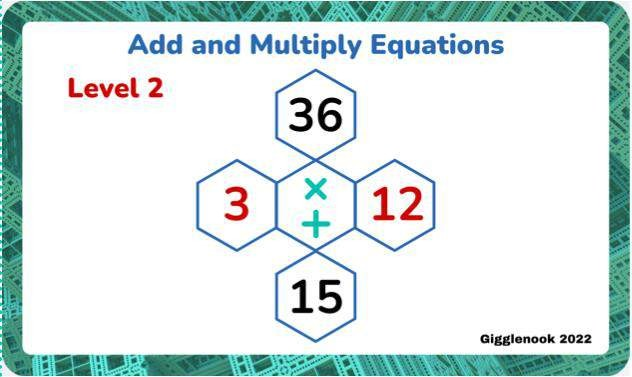 Add and Multiply Equations
Level 2
36
×
3 12
+
15
Gigglenook 2022